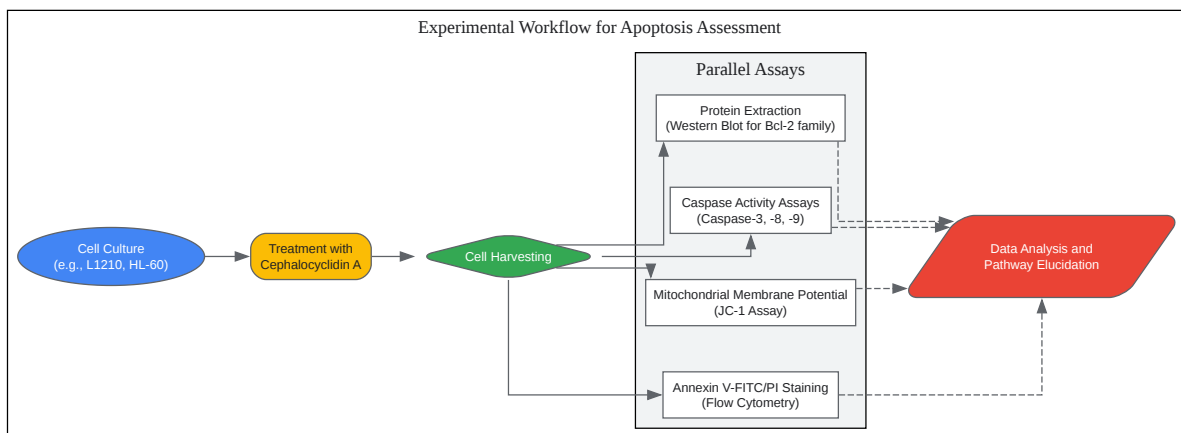 Experimental Workflow for Apoptosis Assessment
Parallel Assays
Protein Extraction
(Western Blot for Bcl-2 family)
Caspase Activity Assays
(Caspase-3, -8, -9)
Cell Culture
(e.g., L1210, HL-60)
Treatment with
Cephalocyclidin A
Cell Harvesting
Data Analysis and
Pathway Elucidation
Mitochondrial Membrane Potential
(JC-1 Assay)
Annexin V-FITC/PI Staining
(Flow Cytometry)